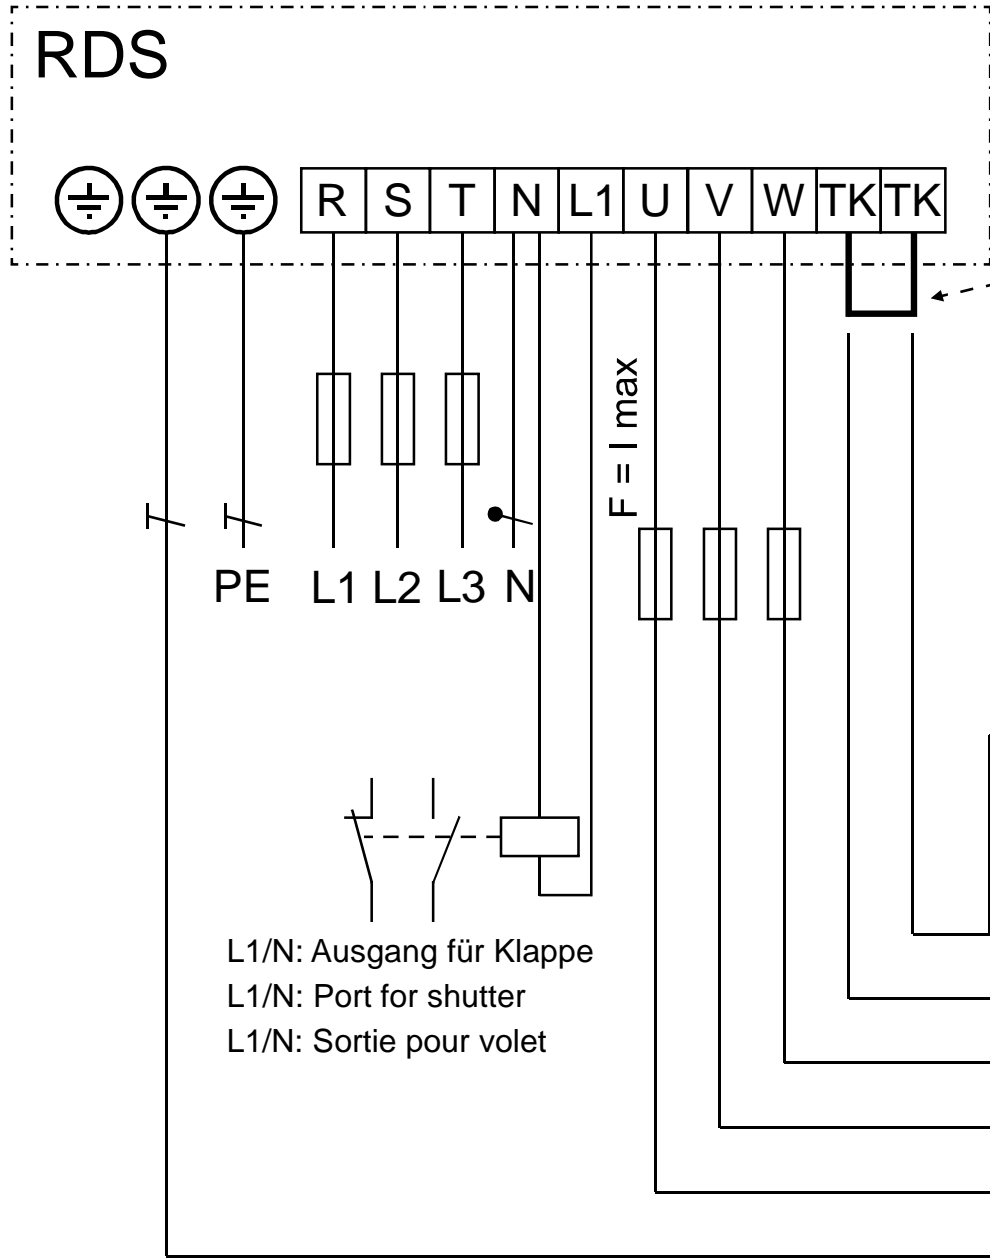 RDS
R S T N L1 U V W TK TK
F = I max
PE L1 L2 L3 N
L1/N: Ausgang für Klappe
L1/N: Port for shutter
L1/N: Sortie pour volet